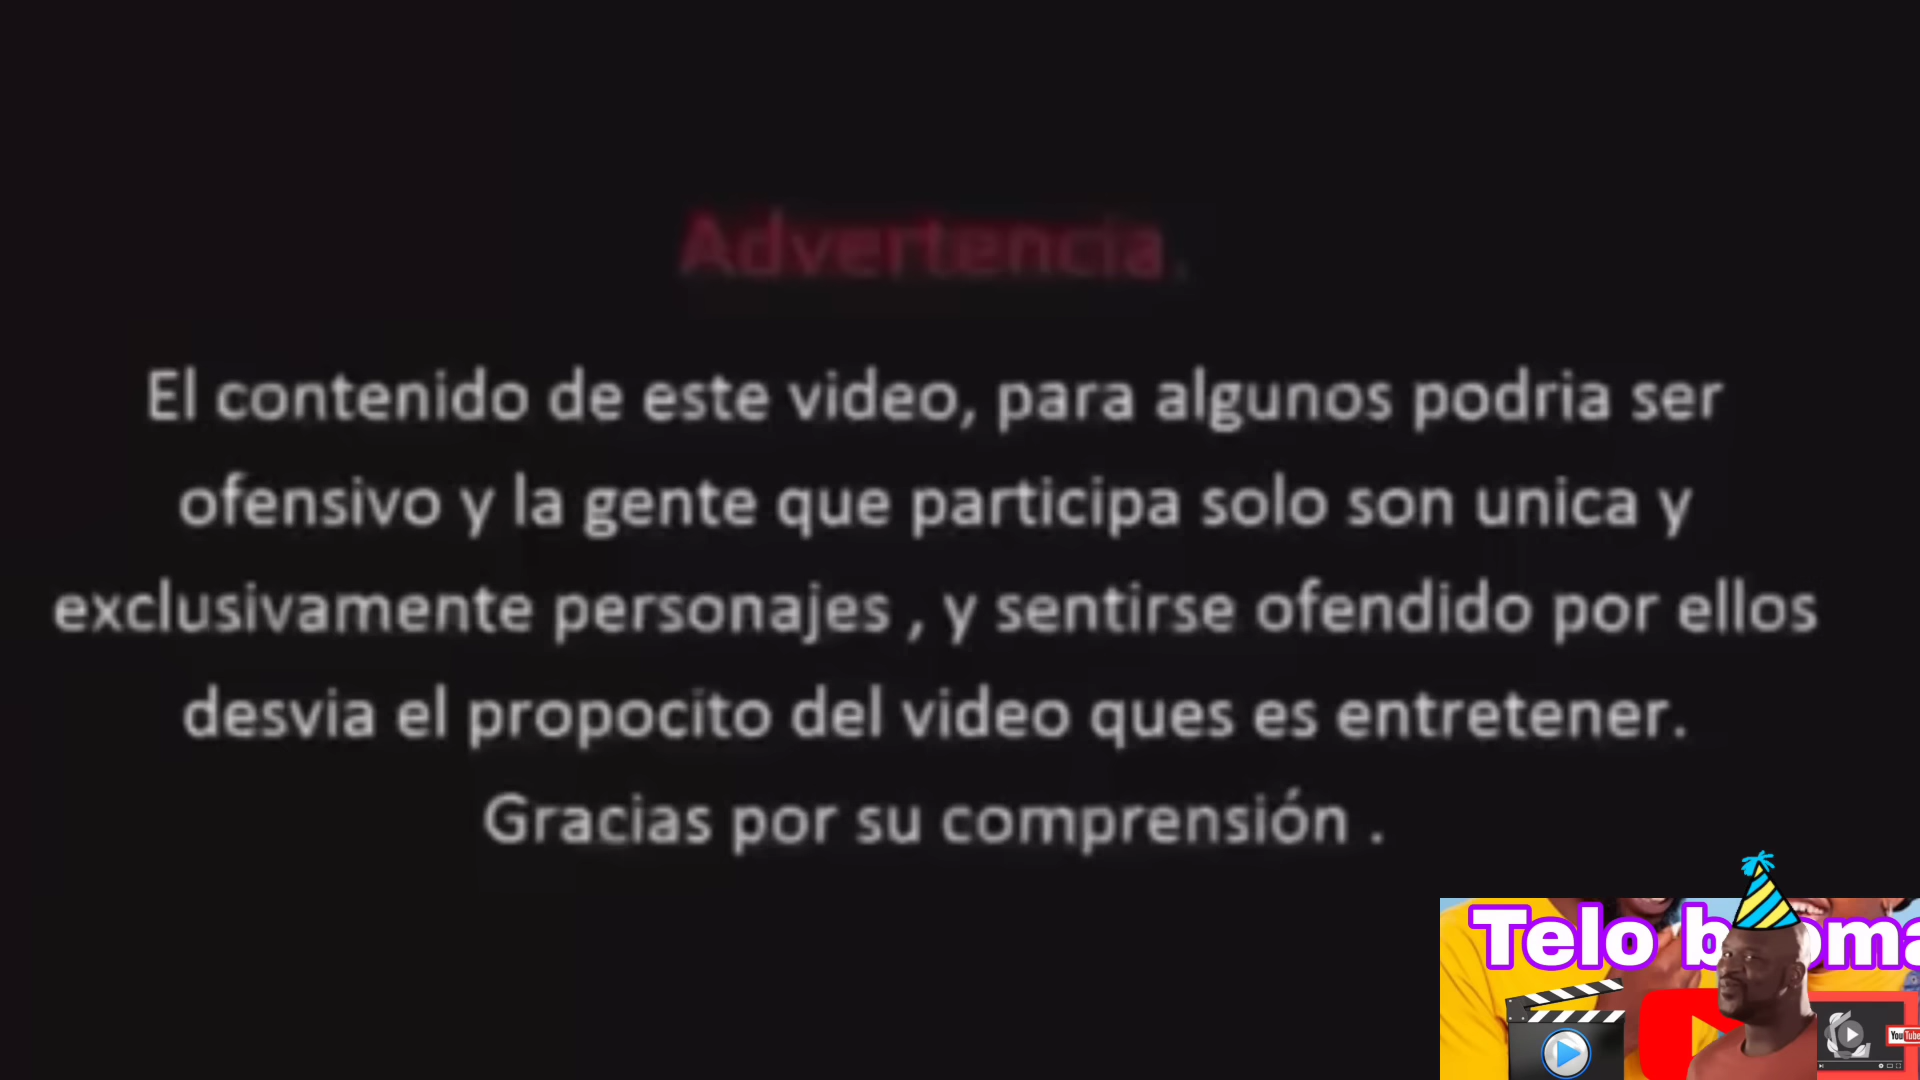 Advertencia.
El contenido de este video, para algunos podria ser
ofensivo y la gente que participa solo son unica y
exclusivamente personajes , y sentirse ofendido por ellos
desvia el propocito del video ques es entretener.
Gracias por su comprensión .
Telo
YouTube